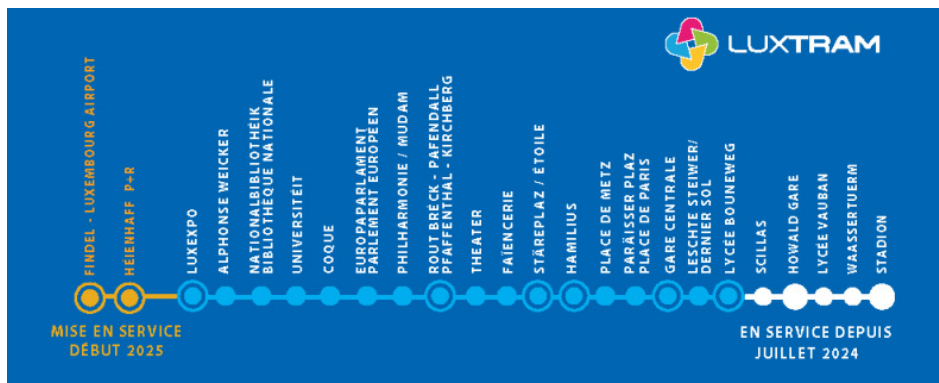 LUXTRAM
FINDEL - LUXEMBOURG AIRPORT
HÉIENHAFF P+R
LUXEXPO
ALPHONSE WEICKER
NATIONALBIBLIOTHÉIK
BIBLIOTHÈQUE NATIONALE
UNIVERSITÉIT
COQUE
EUROPAPARLAMENT
PARLEMENT EUROPÉEN
PHILHARMONIE / MUDAM
ROUT BRÉCK - PAFENDALL
PFAFFENTHAL - KIRCHBERG
THEATER
FAÏENCERIE
STÄREPLAZ / ÉTOILE
HAMILIUS
PLACE DE METZ
PARÄISSER PLAZ
PLACE DE PARIS
GARE CENTRALE
LESCHTE STEIWER/
DERNIER SOL
LYCÉE BOUNEWEG
SCILLAS
HOWALD GARE
LYCÉE VAUBAN
WAASSERTUERM
STADION
MISE EN SERVICE
DÉBUT 2025
EN SERVICE DEPUIS
JUILLET 2024